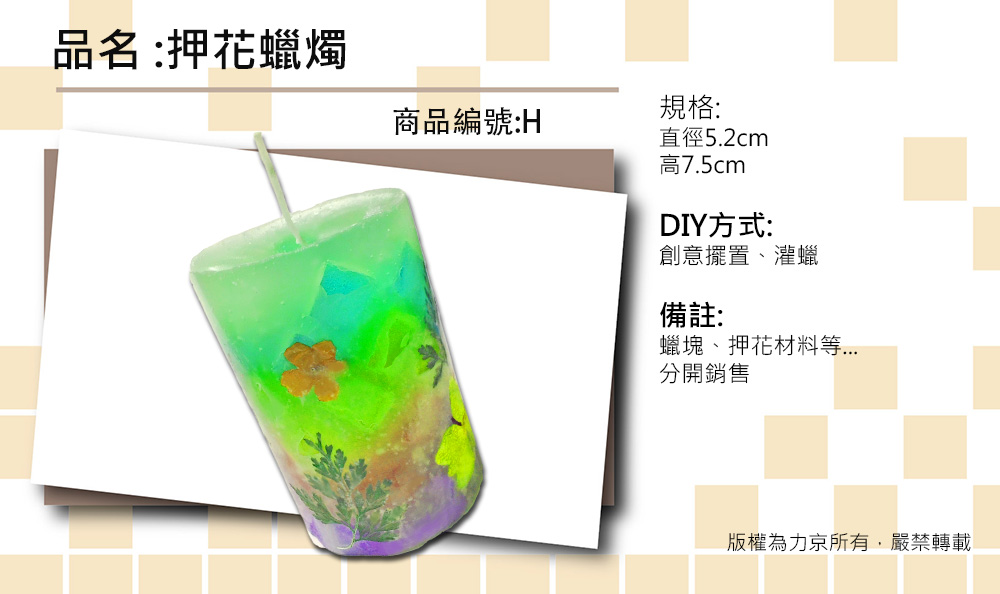 品名 :押花蠟燭
商品編號:H
規格:
直徑5.2cm
高7.5cm
DIY方式:
創意擺置、灌蠟
備註:
蠟塊、押花材料等...
分開銷售
版權為力京所有，嚴禁轉載